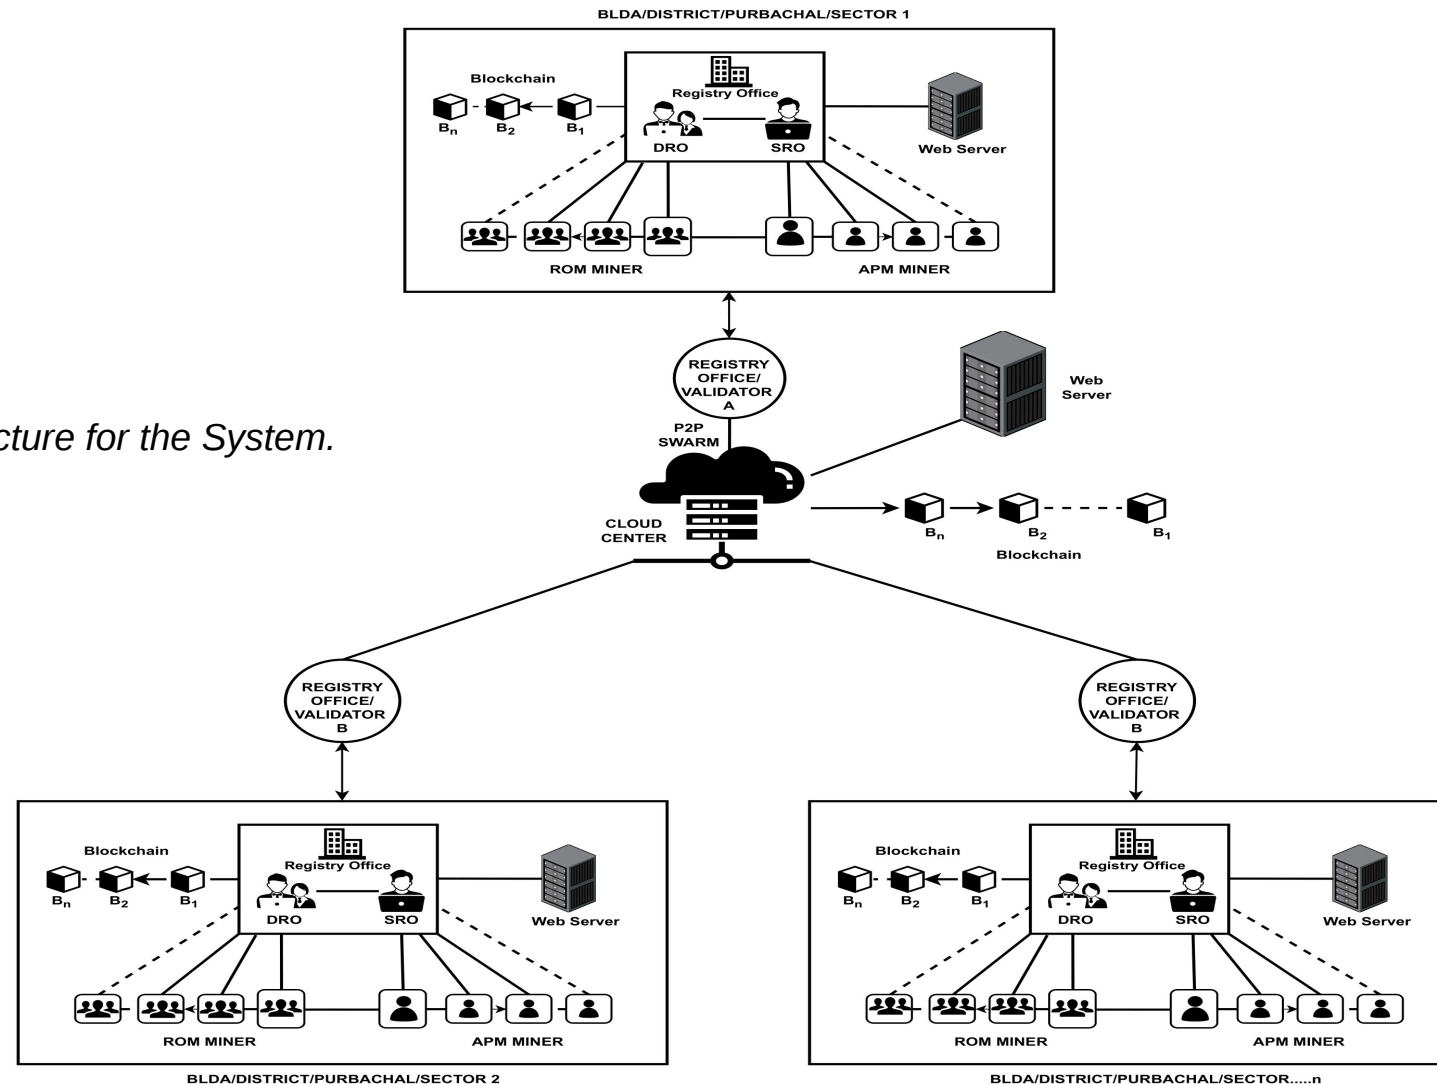 BLDA/DISTRICT/PURBACHAL/SECTOR 1
Blockchain
Bn
B2
B1
Registry Office
DRO
SRO
Web Server
ROM MINER
APM MINER
REGISTRY
OFFICE/
VALIDATOR
A
Web
Server
cture for the System.
P2P
SWARM
CLOUD
CENTER
Bn
B2
B1
Blockchain
REGISTRY
OFFICE/
VALIDATOR
B
REGISTRY
OFFICE/
VALIDATOR
B
Blockchain
Bn
B2
B1
Registry Office
DRO
SRO
Web Server
ROM MINER
APM MINER
BLDA/DISTRICT/PURBACHAL/SECTOR 2
Blockchain
Bn
B2
B1
Registry Office
DRO
SRO
Web Server
ROM MINER
APM MINER
BLDA/DISTRICT/PURBACHAL/SECTOR.....n